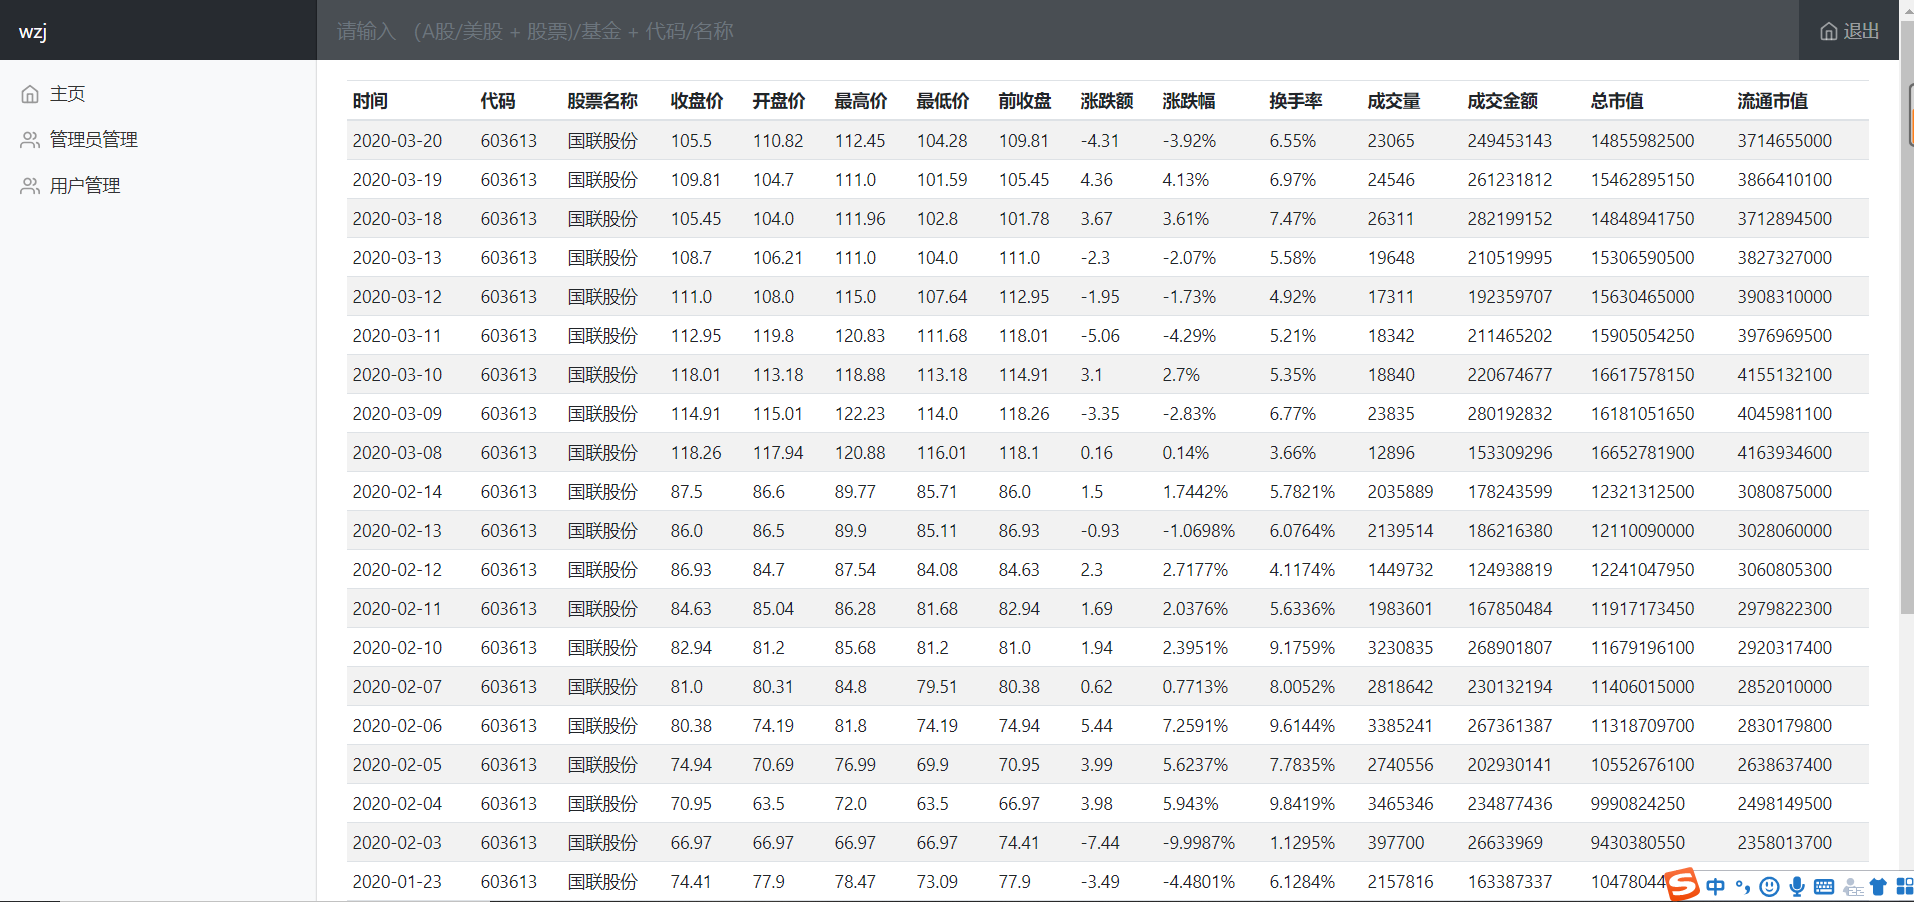 wzj
请输入 (A股/美股 + 股票)/基金 + 代码/名称
退出
主页
管理员管理
用户管理
时间 代码 股票名称 收盘价 开盘价 最高价 最低价 前收盘 涨跌额 涨跌幅 换手率 成交量 成交金额 总市值 流通市值
2020-03-20 603613 国联股份 105.5 110.82 112.45 104.28 109.81 -4.31 -3.92% 6.55% 23065 249453143 14855982500 3714655000
2020-03-19 603613 国联股份 109.81 104.7 111.0 101.59 105.45 4.36 4.13% 6.97% 24546 261231812 15462895150 3866410100
2020-03-18 603613 国联股份 105.45 104.0 111.96 102.8 101.78 3.67 3.61% 7.47% 26311 282199152 14848941750 3712894500
2020-03-13 603613 国联股份 108.7 106.21 111.0 104.0 111.0 -2.3 -2.07% 5.58% 19648 210519995 15306590500 3827327000
2020-03-12 603613 国联股份 111.0 108.0 115.0 107.64 112.95 -1.95 -1.73% 4.92% 17311 192359707 15630465000 3908310000
2020-03-11 603613 国联股份 112.95 119.8 120.83 111.68 118.01 -5.06 -4.29% 5.21% 18342 211465202 15905054250 3976969500
2020-03-10 603613 国联股份 118.01 113.18 118.88 113.18 114.91 3.1 2.7% 5.35% 18840 220674677 16617578150 4155132100
2020-03-09 603613 国联股份 114.91 115.01 122.23 114.0 118.26 -3.35 -2.83% 6.77% 23835 280192832 16181051650 4045981100
2020-03-08 603613 国联股份 118.26 117.94 120.88 116.01 118.1 0.16 0.14% 3.66% 12896 153309296 16652781900 4163934600
2020-02-14 603613 国联股份 87.5 86.6 89.77 85.71 86.0 1.5 1.7442% 5.7821% 2035889 178243599 12321312500 3080875000
2020-02-13 603613 国联股份 86.0 86.5 89.9 85.11 86.93 -0.93 -1.0698% 6.0764% 2139514 186216380 12110090000 3028060000
2020-02-12 603613 国联股份 86.93 84.7 87.54 84.08 84.63 2.3 2.7177% 4.1174% 1449732 124938819 12241047950 3060805300
2020-02-11 603613 国联股份 84.63 85.04 86.28 81.68 82.94 1.69 2.0376% 5.6336% 1983601 167850484 11917173450 2979822300
2020-02-10 603613 国联股份 82.94 81.2 85.68 81.2 81.0 1.94 2.3951% 9.1759% 3230835 268901807 11679196100 2920317400
2020-02-07 603613 国联股份 81.0 80.31 84.8 79.51 80.38 0.62 0.7713% 8.0052% 2818642 230132194 11406015000 2852010000
2020-02-06 603613 国联股份 80.38 74.19 81.8 74.19 74.94 5.44 7.2591% 9.6144% 3385241 267361387 11318709700 2830179800
2020-02-05 603613 国联股份 74.94 70.69 76.99 69.9 70.95 3.99 5.6237% 7.7835% 2740556 202930141 10552676100 2638637400
2020-02-04 603613 国联股份 70.95 63.5 72.0 63.5 66.97 3.98 5.943% 9.8419% 3465346 234877436 9990824250 2498149500
2020-02-03 603613 国联股份 66.97 66.97 66.97 66.97 74.41 -7.44 -9.9987% 1.1295% 397700 26633969 9430380550 2358013700
2020-01-23 603613 国联股份 74.41 77.9 78.47 73.09 77.9 -3.49 -4.4801% 6.1284% 2157816 163387337 10478044
中